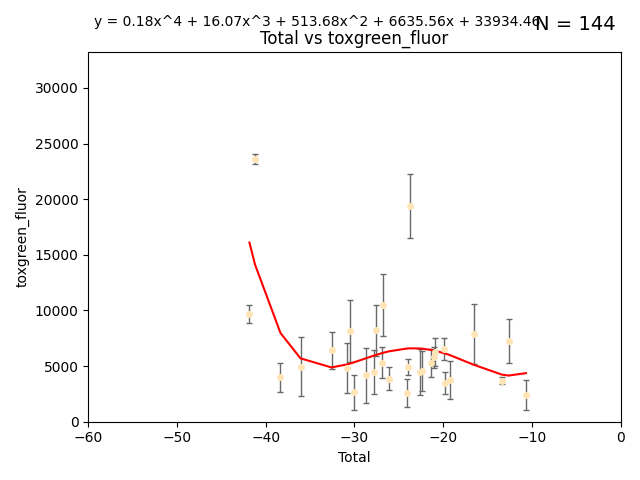 y = 0.18x^4 + 16.07x^3 + 513.68x^2 + 6635.56x + 33934.46
N = 144
Total vs toxgreen_fluor
30000
25000
20000
15000
10000
5000
0
toxgreen_fluor
−60 −50 −40 −30 −20 −10 0
Total